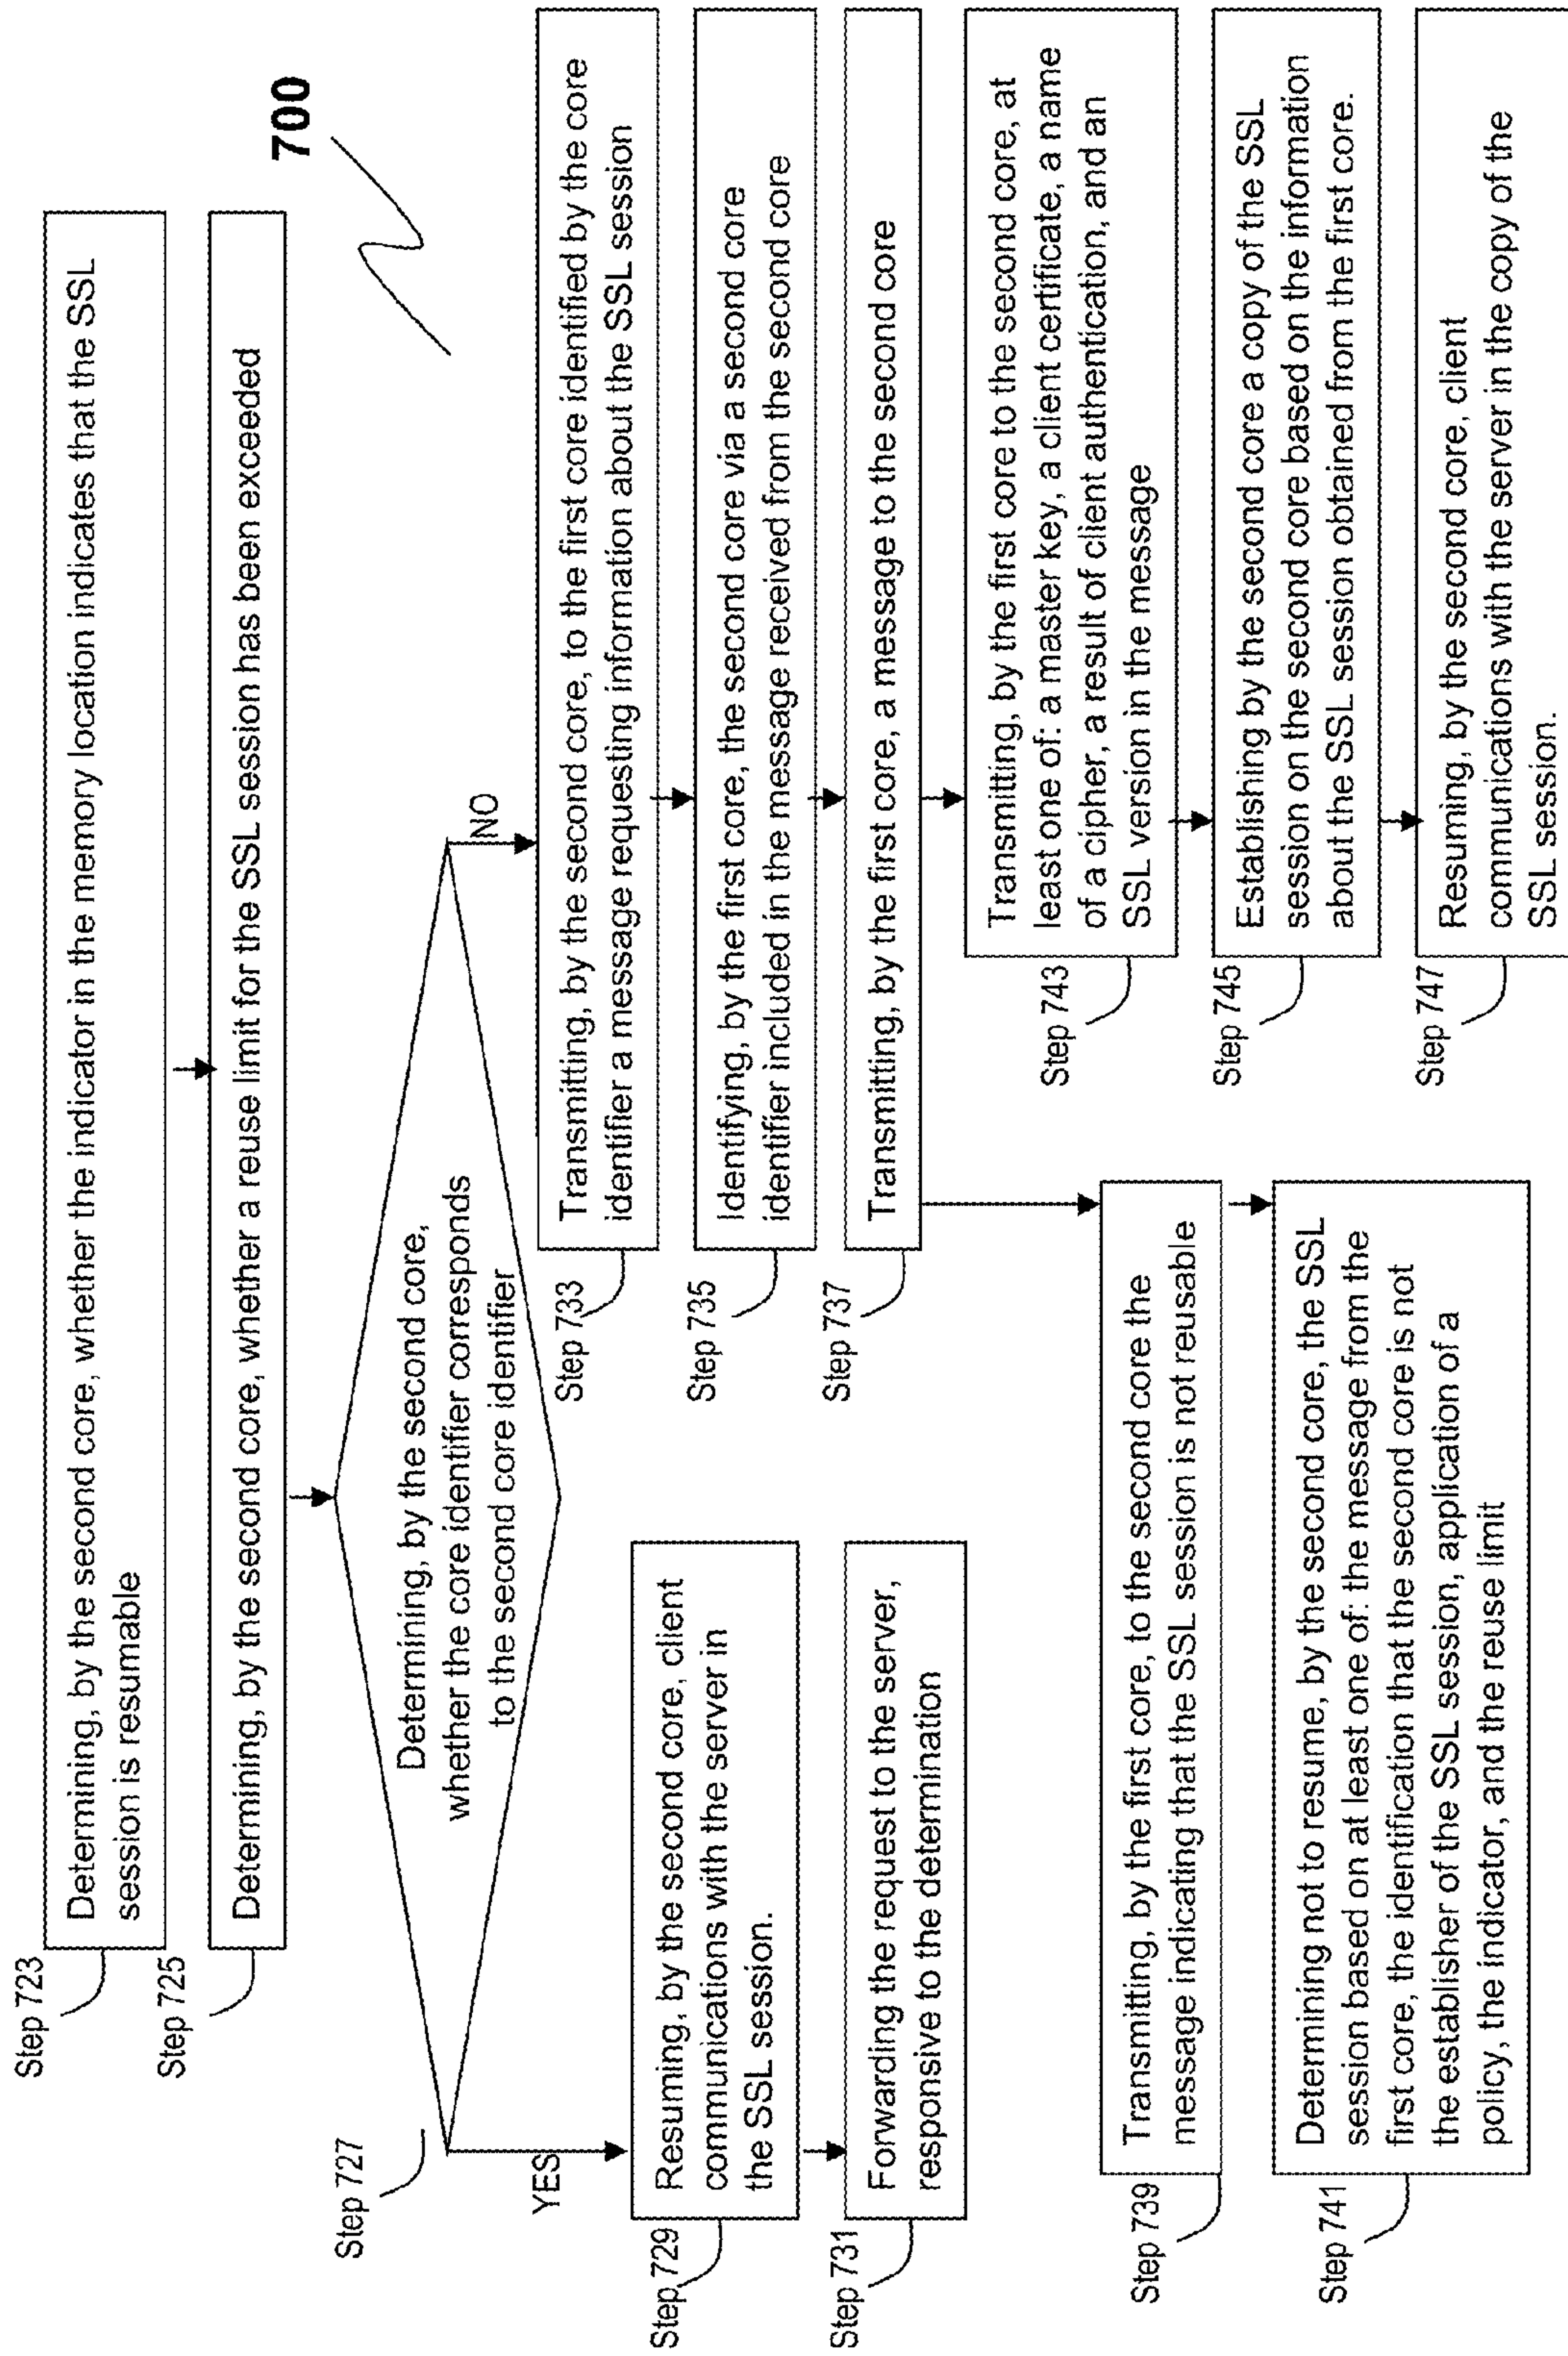 700
Step 723
Determining, by the second core, whether the indicator in the memory location indicates that the SSL
session is resumable
Step 725
Determining, by the second core, whether a reuse limit for the SSL session has been exceeded
Step 727
Determining, by the second core,
whether the core identifier corresponds
to the second core identifier
YES
NO
Step 729
Resuming, by the second core, client
communications with the server in
the SSL session.
Step 731
Forwarding the request to the server,
responsive to the determination
Step 733
Transmitting, by the second core, to the first core identified by the core
identifier a message requesting information about the SSL session
Step 735
Identifying, by the first core, the second core via a second core
identifier included in the message received from the second core
Step 737
Transmitting, by the first core, a message to the second core
Step 739
Transmitting, by the first core, to the second core the
message indicating that the SSL session is not reusable
Step 741
Determining not to resume, by the second core, the SSL
session based on at least one of: the message from the
first core, the identification that the second core is not
the establisher of the SSL session, application of a
policy, the indicator, and the reuse limit
Step 743
Transmitting, by the first core to the second core, at
least one of: a master key, a client certificate, a name
of a cipher, a result of client authentication, and an
SSL version in the message
Step 745
Establishing by the second core a copy of the SSL
session on the second core based on the information
about the SSL session obtained from the first core.
Step 747
Resuming, by the second core, client
communications with the server in the copy of the
SSL session.